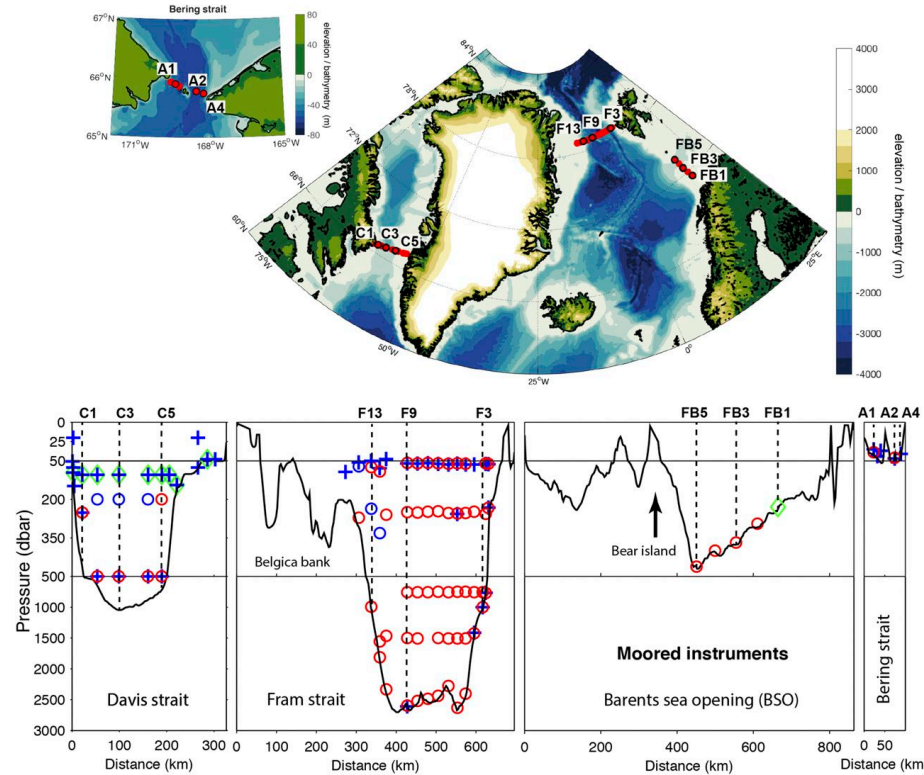 Bering strait
67°N
66°N
65°N
171°W
168°W
165°W
A1
A2
A4
80
40
0
-40
-80
elevation / bathymetry (m)
84°N
78°N
72°N
66°N
60°N
75°W
50°W
25°W
0°
25°E
F13
F9
F3
FB5
FB3
FB1
C1
C3
C5
4000
3000
2000
1000
0
-1000
-2000
-3000
-4000
elevation / bathymetry (m)
C1 C3 C5
F13 F9 F3
FB5 FB3 FB1
A1 A2 A4
0
25
50
200
500
1000
1500
2000
2500
3000
Pressure (dbar)
Belgica bank
Bear island
Davis strait
Fram strait
Moored instruments
Barents sea opening (BSO)
Bering strait
0 100 200 300
0 200 400 600
0 200 400 600 800
0 50
Distance (km)
Distance (km)
Distance (km)
Distance (km)